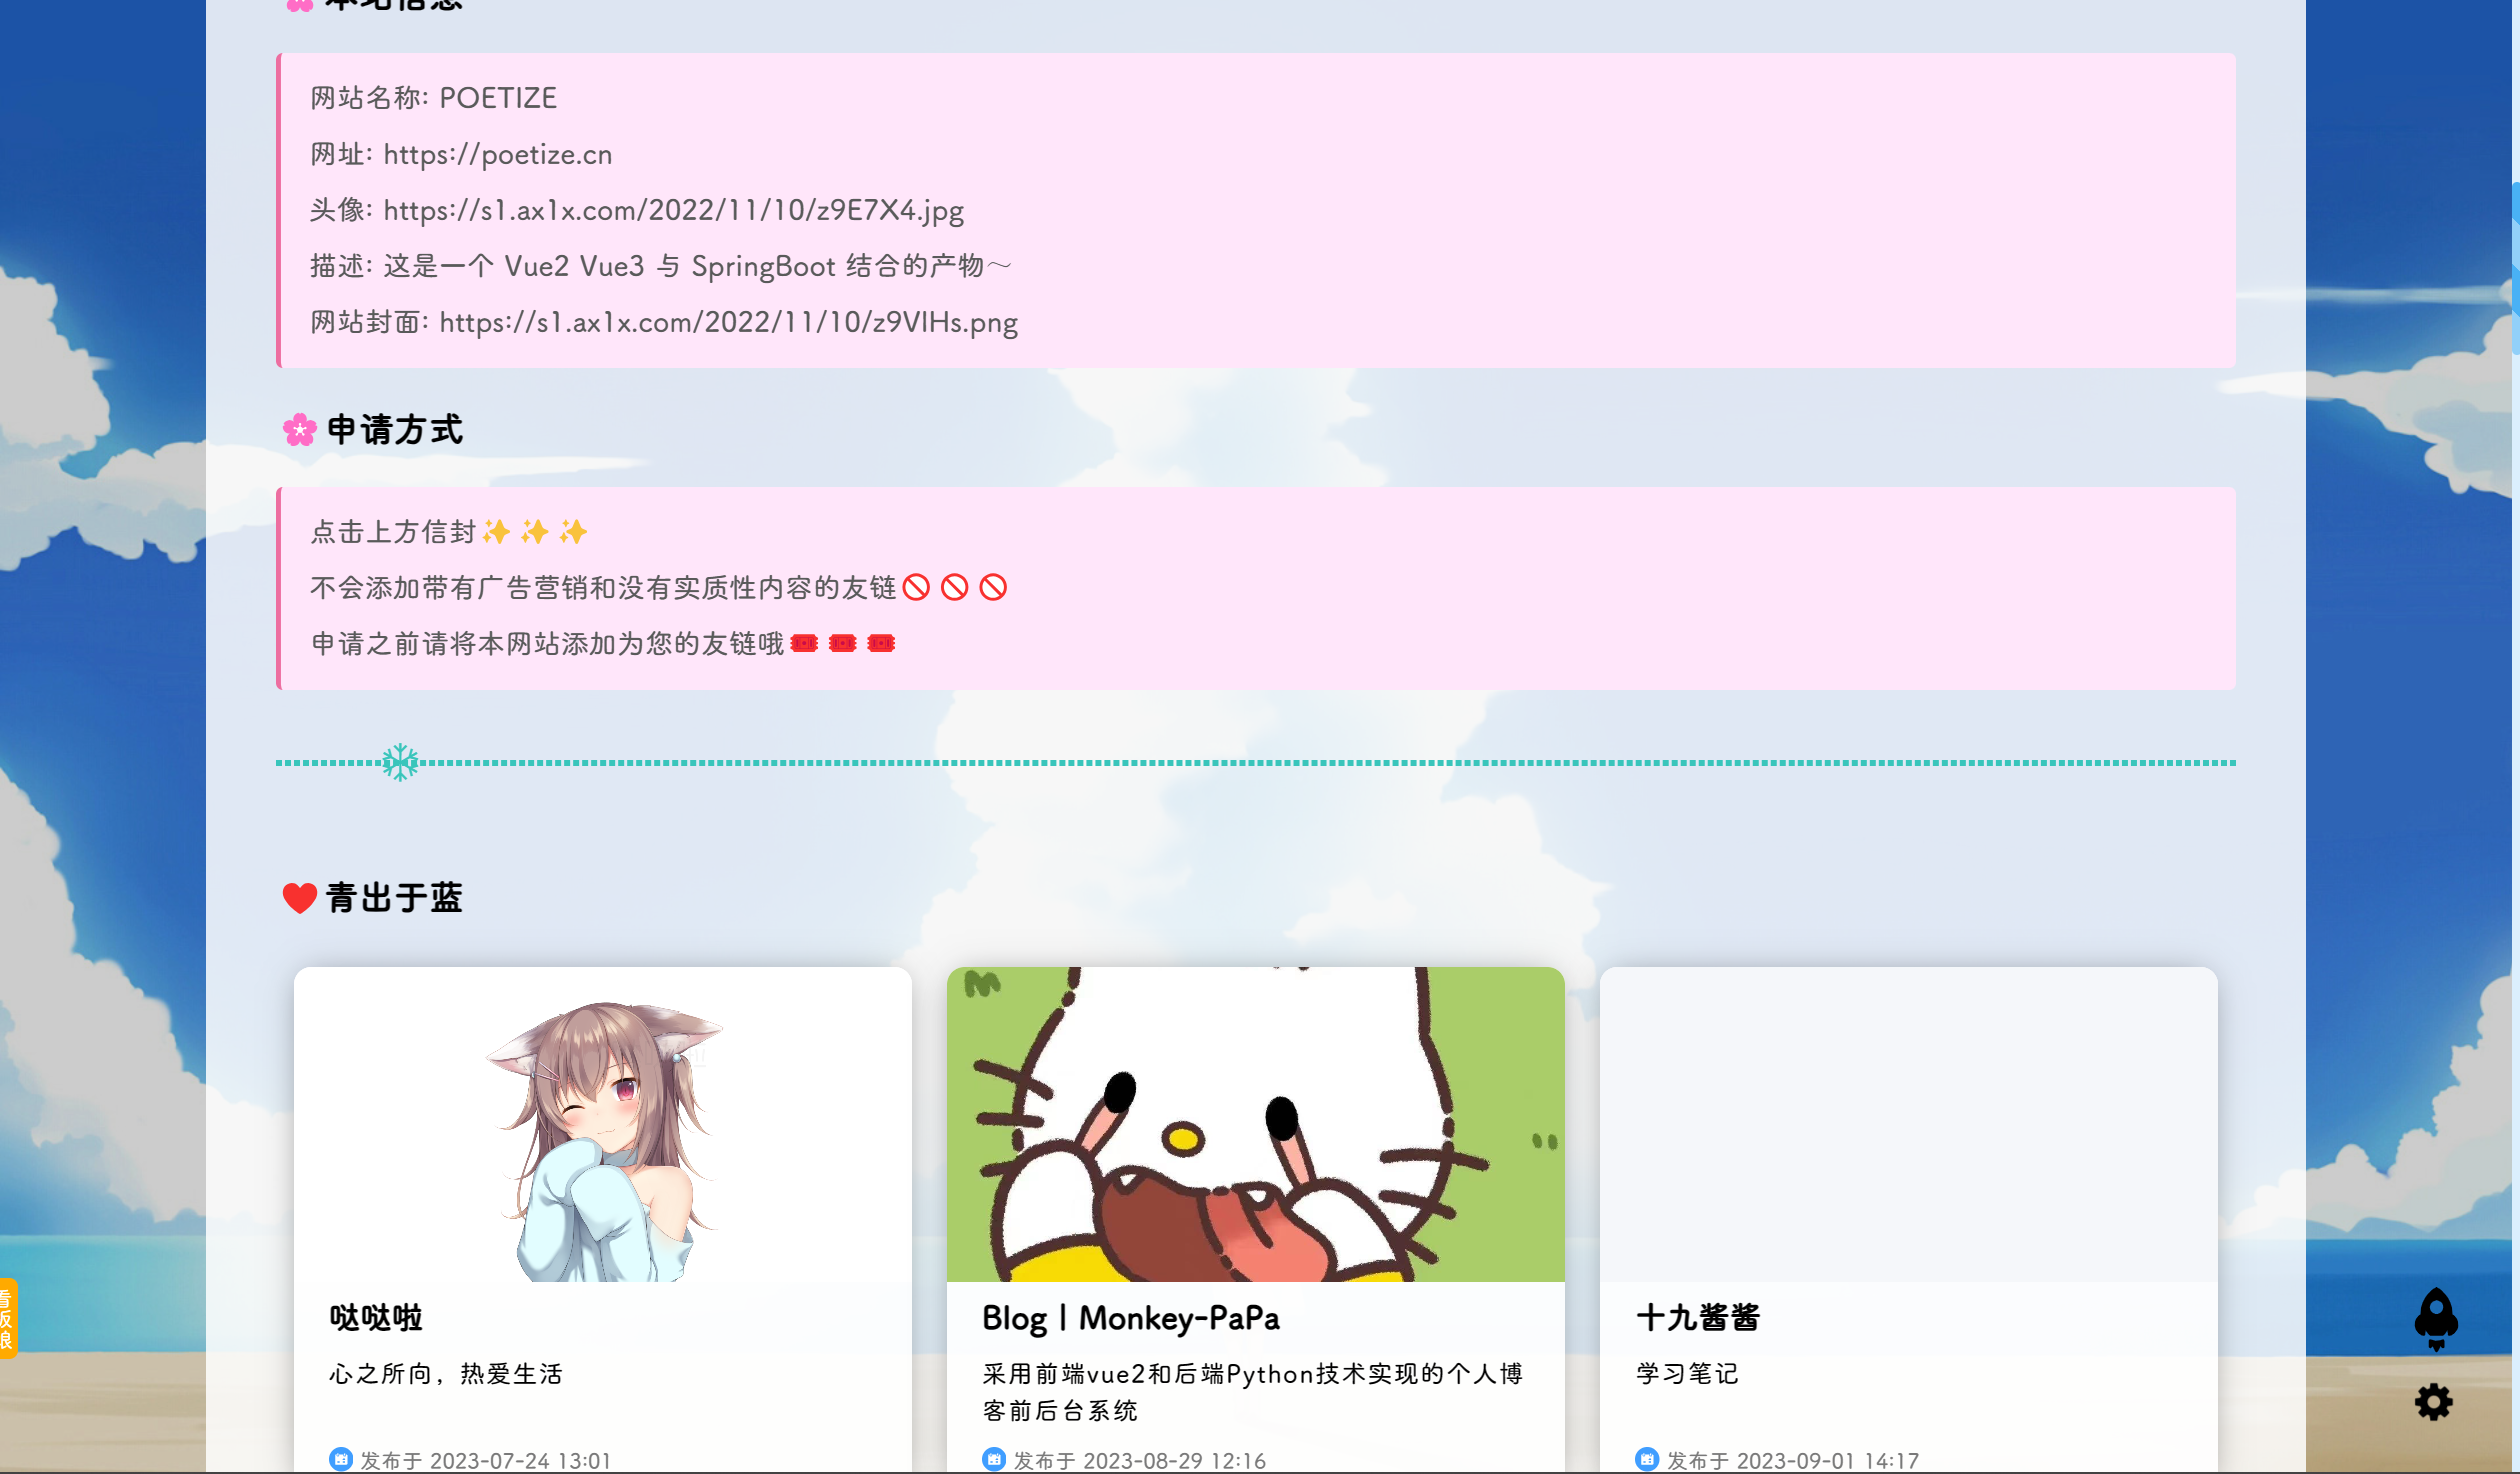 本站信息
网站名称: POETIZE
网址: https://poetize.cn
头像: https://s1.ax1x.com/2022/11/10/z9E7X4.jpg
描述: 这是一个 Vue2 Vue3 与 SpringBoot 结合的产物～
网站封面: https://s1.ax1x.com/2022/11/10/z9VlHs.png
🌸申请方式
点击上方信封✨✨✨
不会添加带有广告营销和没有实质性内容的友链🚫🚫🚫
申请之前请将本网站添加为您的友链哦🎟️🎟️🎟️
❤️青出于蓝
哒哒啦
心之所向，热爱生活
发布于 2023-07-24 13:01
Blog | Monkey-PaPa
采用前端vue2和后端Python技术实现的个人博
客前后台系统
发布于 2023-08-29 12:16
十九酱酱
学习笔记
发布于 2023-09-01 14:17
看板娘